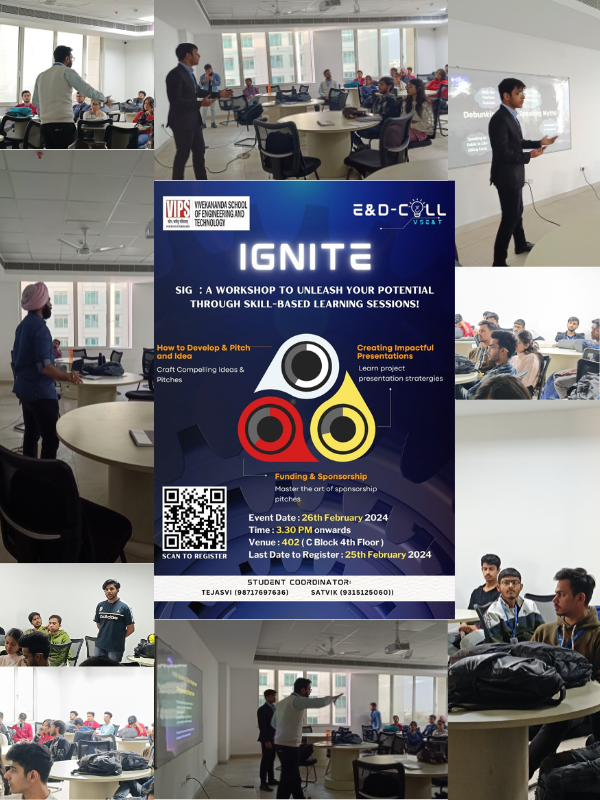 VIPS
VIVEKANANDA SCHOOL
OF ENGINEERING AND
TECHNOLOGY
E&D-C LL
VSE&T
IGNITE
SIG : A WORKSHOP TO UNLEASH YOUR POTENTIAL
THROUGH SKILL-BASED LEARNING SESSIONS!
How to Develop & Pitch
and Idea
Craft Compelling Ideas &
Pitches
Creating Impactful
Presentations
Learn project
presentation stratergies
Funding & Sponsorship
Master the art of sponsorship
pitches
SCAN TO REGISTER
Event Date : 26th February 2024
Time : 3.30 PM onwards
Venue : 402 ( C Block 4th Floor )
Last Date to Register : 25th February 2024
STUDENT COORDINATOR:
TEJASVI (98717697636) SATVIK (9315125060))